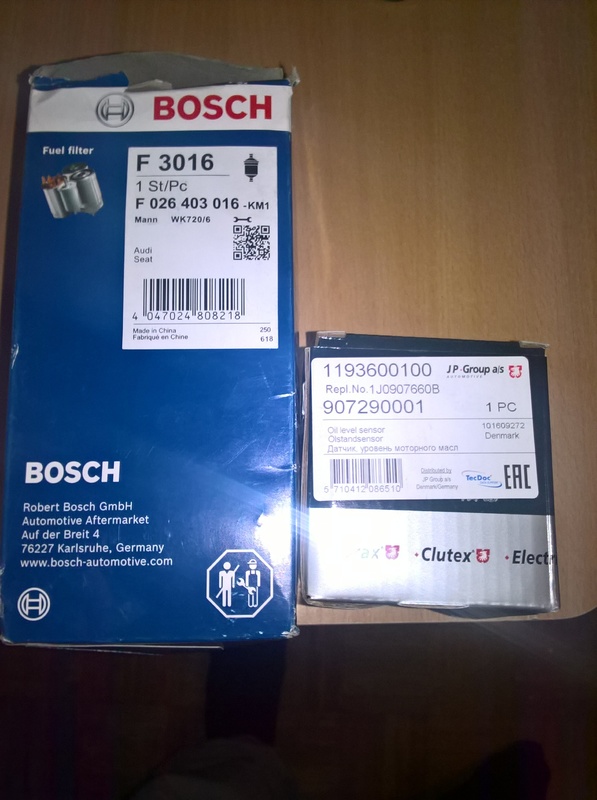 BOSCH
Fuel filter
F 3016
1 St/Pc
F 026 403 016 -KM1
Mann WK720/6
Audi
Seat
4 047024 808218
Made in China 250
Fabriqué en Chine 618
BOSCH
Robert Bosch GmbH
Automotive Aftermarket
Auf der Breit 4
76227 Karlsruhe, Germany
www.bosch-automotive.com
1193600100 JP Group a/s
AUTOMOTIVE
Repl.No.1J0907660B
907290001 1 PC
Oil level sensor 101609272
Ölstandsensor Denmark
Датчик, уровень моторного масл
5 710412 086510
Distributed by
JP Group a/s
Denmark/Germany
TecDoc
EAC
• Clutex • Electr